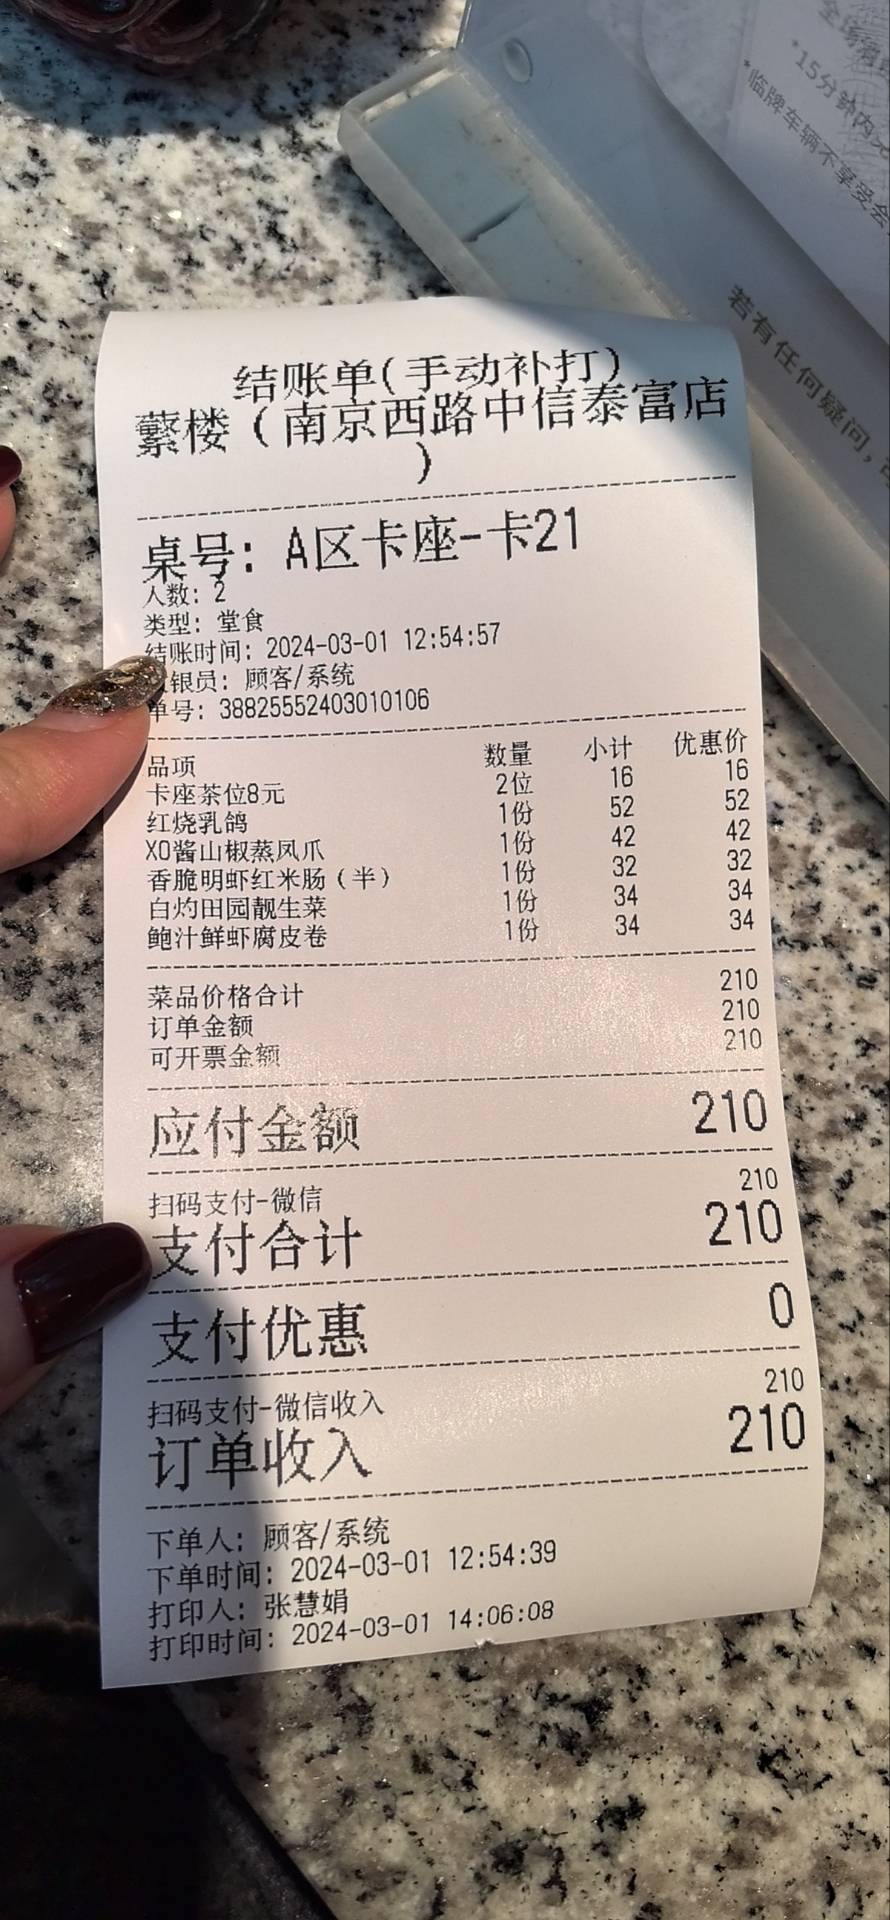 全场消费
*15分鐘内免
*临牌车辆不享受会
若有任何疑问,
结账单(手动补打)
蘩楼(南京西路中信泰富店
)
桌号: A区卡座-卡21
人数: 2
类型: 堂食
结账时间: 2024-03-01 12:54:57
银员: 顾客/系统
单号: 38825552403010106
品项 数量 小计 优惠价
卡座茶位8元 2位 16 16
红烧乳鸽 1份 52 52
XO酱山椒蒸凤爪 1份 42 42
香脆明虾红米肠(半) 1份 32 32
白灼田园靓生菜 1份 34 34
鲍汁鲜虾腐皮卷 1份 34 34
菜品价格合计 210
订单金额 210
可开票金额 210
应付金额 210
扫码支付-微信 210
支付合计 210
支付优惠 0
扫码支付-微信收入 210
订单收入 210
下单人: 顾客/系统
下单时间: 2024-03-01 12:54:39
打印人: 张慧娟
打印时间: 2024-03-01 14:06:08